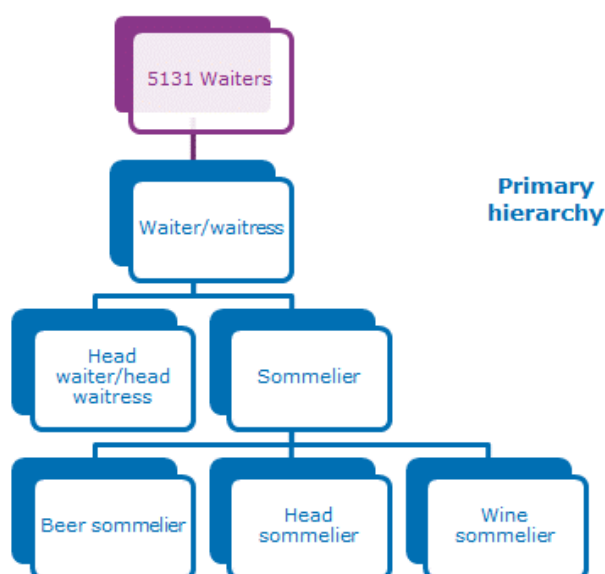 5131 Waiters
Waiter/waitress
Primary
hierarchy
Head
waiter/head
waitress
Sommelier
Beer sommelier
Head
sommelier
Wine
sommelier